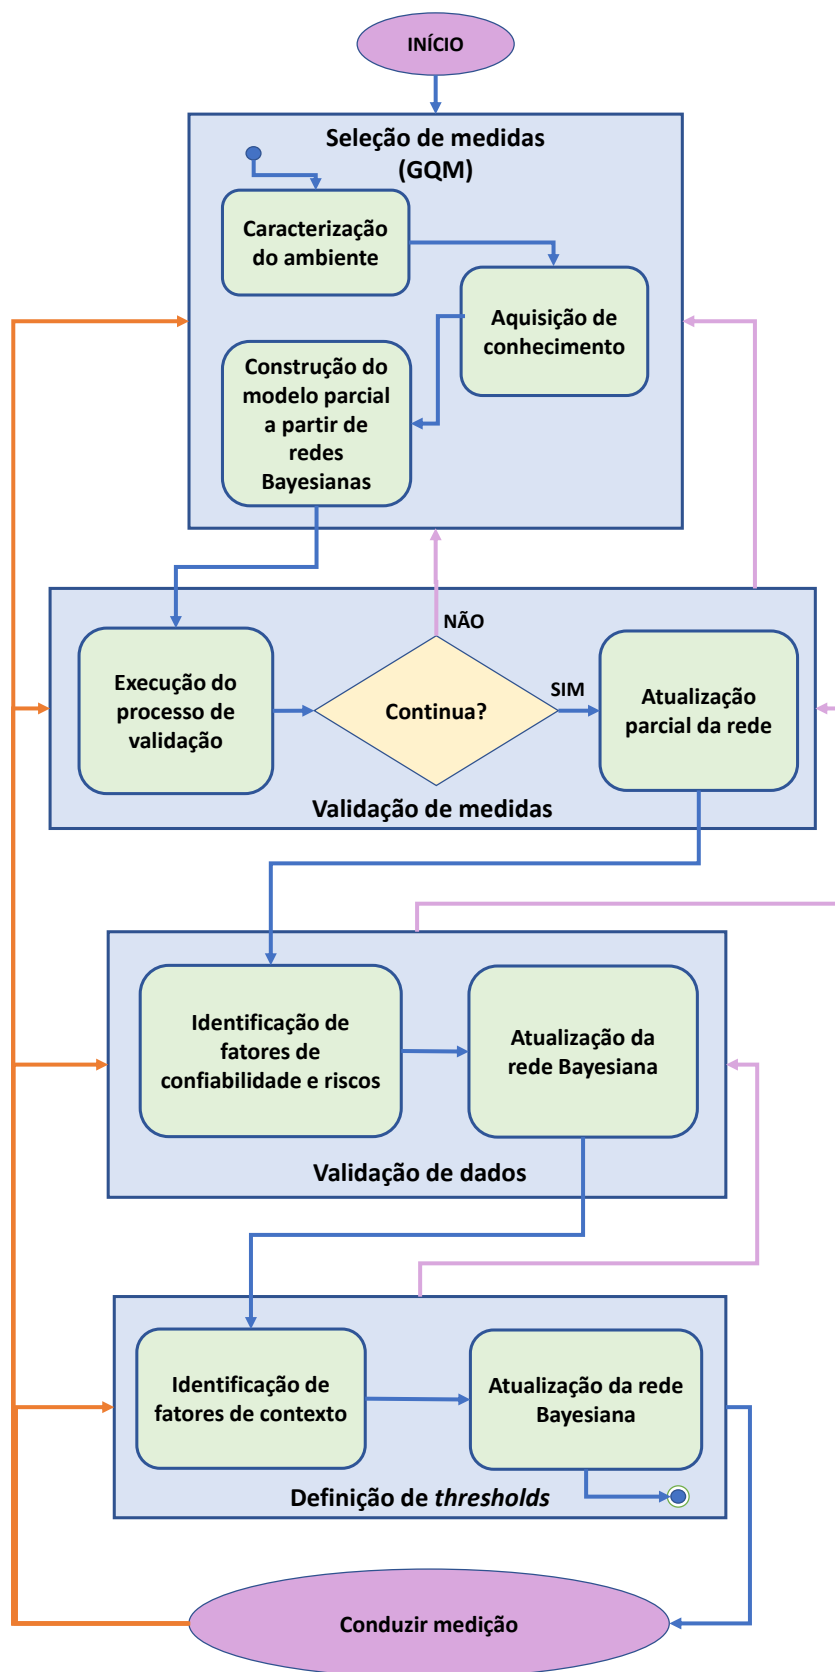 INÍCIO
Seleção de medidas
(GQM)
Caracterização
do ambiente
Aquisição de
conhecimento
Construção do
modelo parcial
a partir de
redes
Bayesianas
NÃO
SIM
Execução do
processo de
validação
Continua?
Atualização
parcial da rede
Validação de medidas
Identificação de
fatores de
confiabilidade e riscos
Atualização da
rede Bayesiana
Validação de dados
Identificação de
fatores de contexto
Atualização da rede
Bayesiana
Definição de thresholds
Conduzir medição